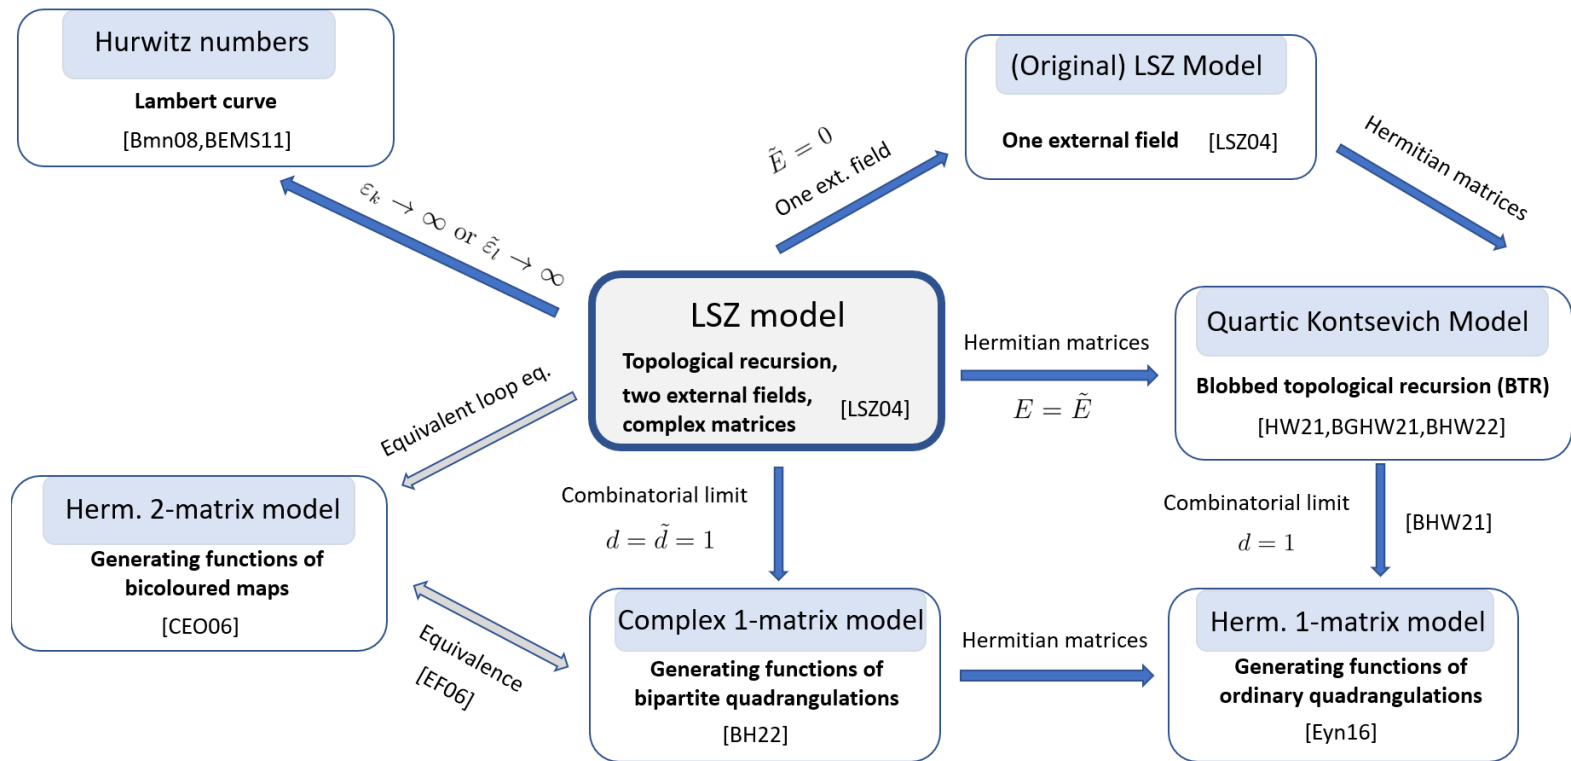 Hurwitz numbers
Lambert curve
[Bmn08,BEMS11]
(Original) LSZ Model
One external field [LSZ04]
Ẽ = 0
One ext. field
Hermitian matrices
ε_k → ∞ or ε̃_l → ∞
LSZ model
Topological recursion,
two external fields,
complex matrices [LSZ04]
Hermitian matrices
E = Ẽ
Quartic Kontsevich Model
Blobbed topological recursion (BTR)
[HW21,BGHW21,BHW22]
Equivalent loop eq.
Herm. 2-matrix model
Generating functions of
bicoloured maps
[CEO06]
Combinatorial limit
d = d̃ = 1
Combinatorial limit
d = 1
[BHW21]
Equivalence
[EF06]
Complex 1-matrix model
Generating functions of
bipartite quadrangulations
[BH22]
Hermitian matrices
Herm. 1-matrix model
Generating functions of
ordinary quadrangulations
[Eyn16]